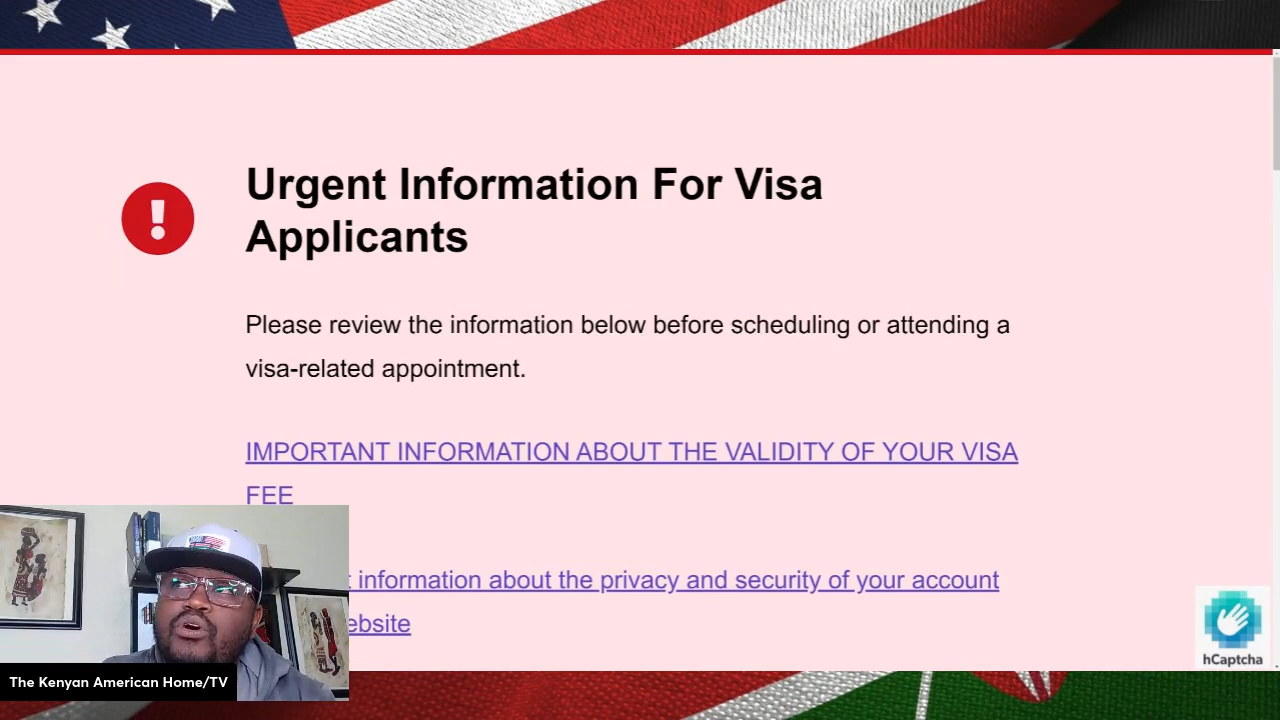 Urgent Information For Visa
Applicants
Please review the information below before scheduling or attending a
visa-related appointment.
IMPORTANT INFORMATION ABOUT THE VALIDITY OF YOUR VISA
FEE
information about the privacy and security of your account
The Kenyan American Home/TV
hCaptcha